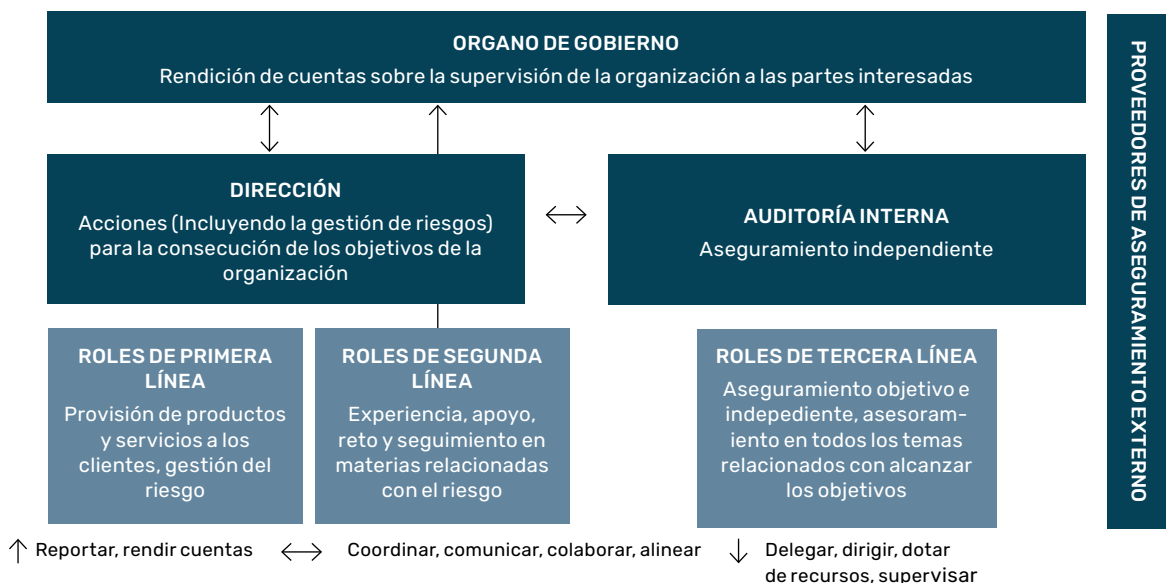 ORGANO DE GOBIERNO
Rendición de cuentas sobre la supervisión de la organización a las partes interesadas
DIRECCIÓN
Acciones (Incluyendo la gestión de riesgos)
para la consecución de los objetivos de la
organización
AUDITORÍA INTERNA
Aseguramiento independiente
ROLES DE PRIMERA
LÍNEA
Provisión de productos
y servicios a los
clientes, gestión del
riesgo
ROLES DE SEGUNDA
LÍNEA
Experiencia, apoyo,
reto y seguimiento en
materias relacionadas
con el riesgo
ROLES DE TERCERA LÍNEA
Aseguramiento objetivo e
indepediente, asesoram-
iento en todos los temas
relacionados con alcanzar
los objetivos
PROVEEDORES DE ASEGURAMIENTO EXTERNO
Reportar, rendir cuentas
Coordinar, comunicar, colaborar, alinear
Delegar, dirigir, dotar
de recursos, supervisar